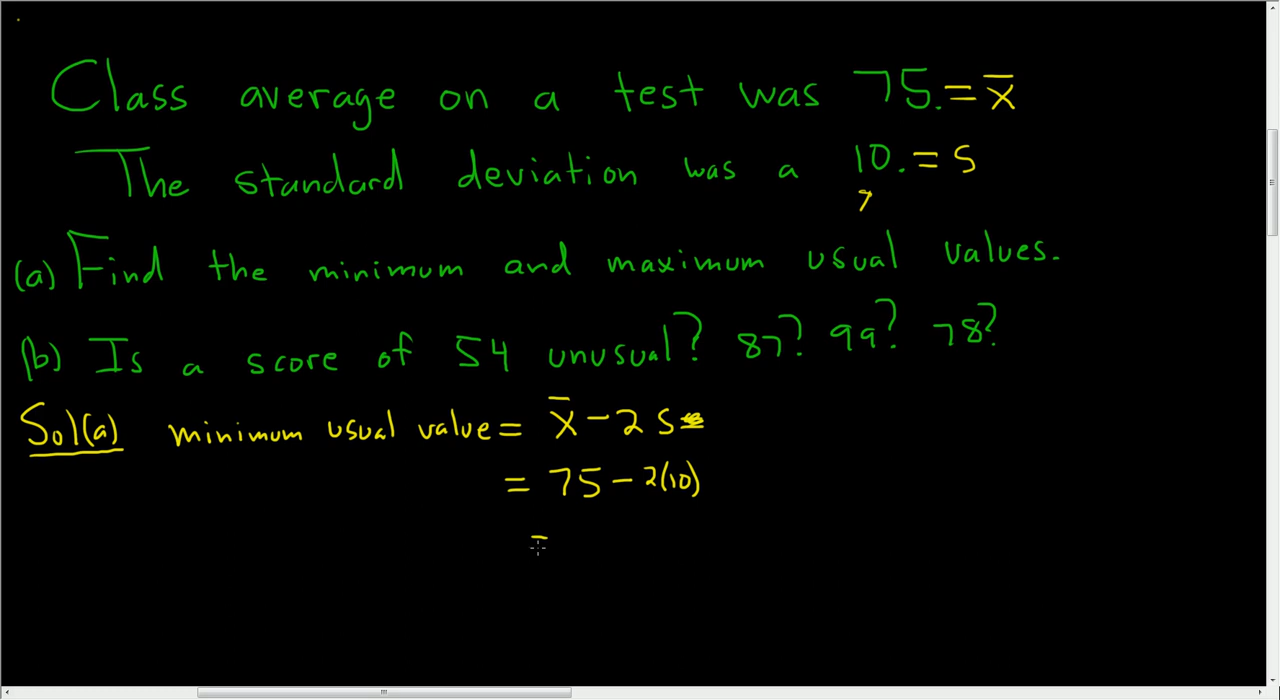 Class average on a test was 75. = x̄
The standard deviation was a 10. = s
(a) Find the minimum and maximum usual values.
(b) Is a score of 54 unusual? 87? 99? 78?
Sol(a) minimum usual value = x̄ - 2s
= 75 - 2(10)